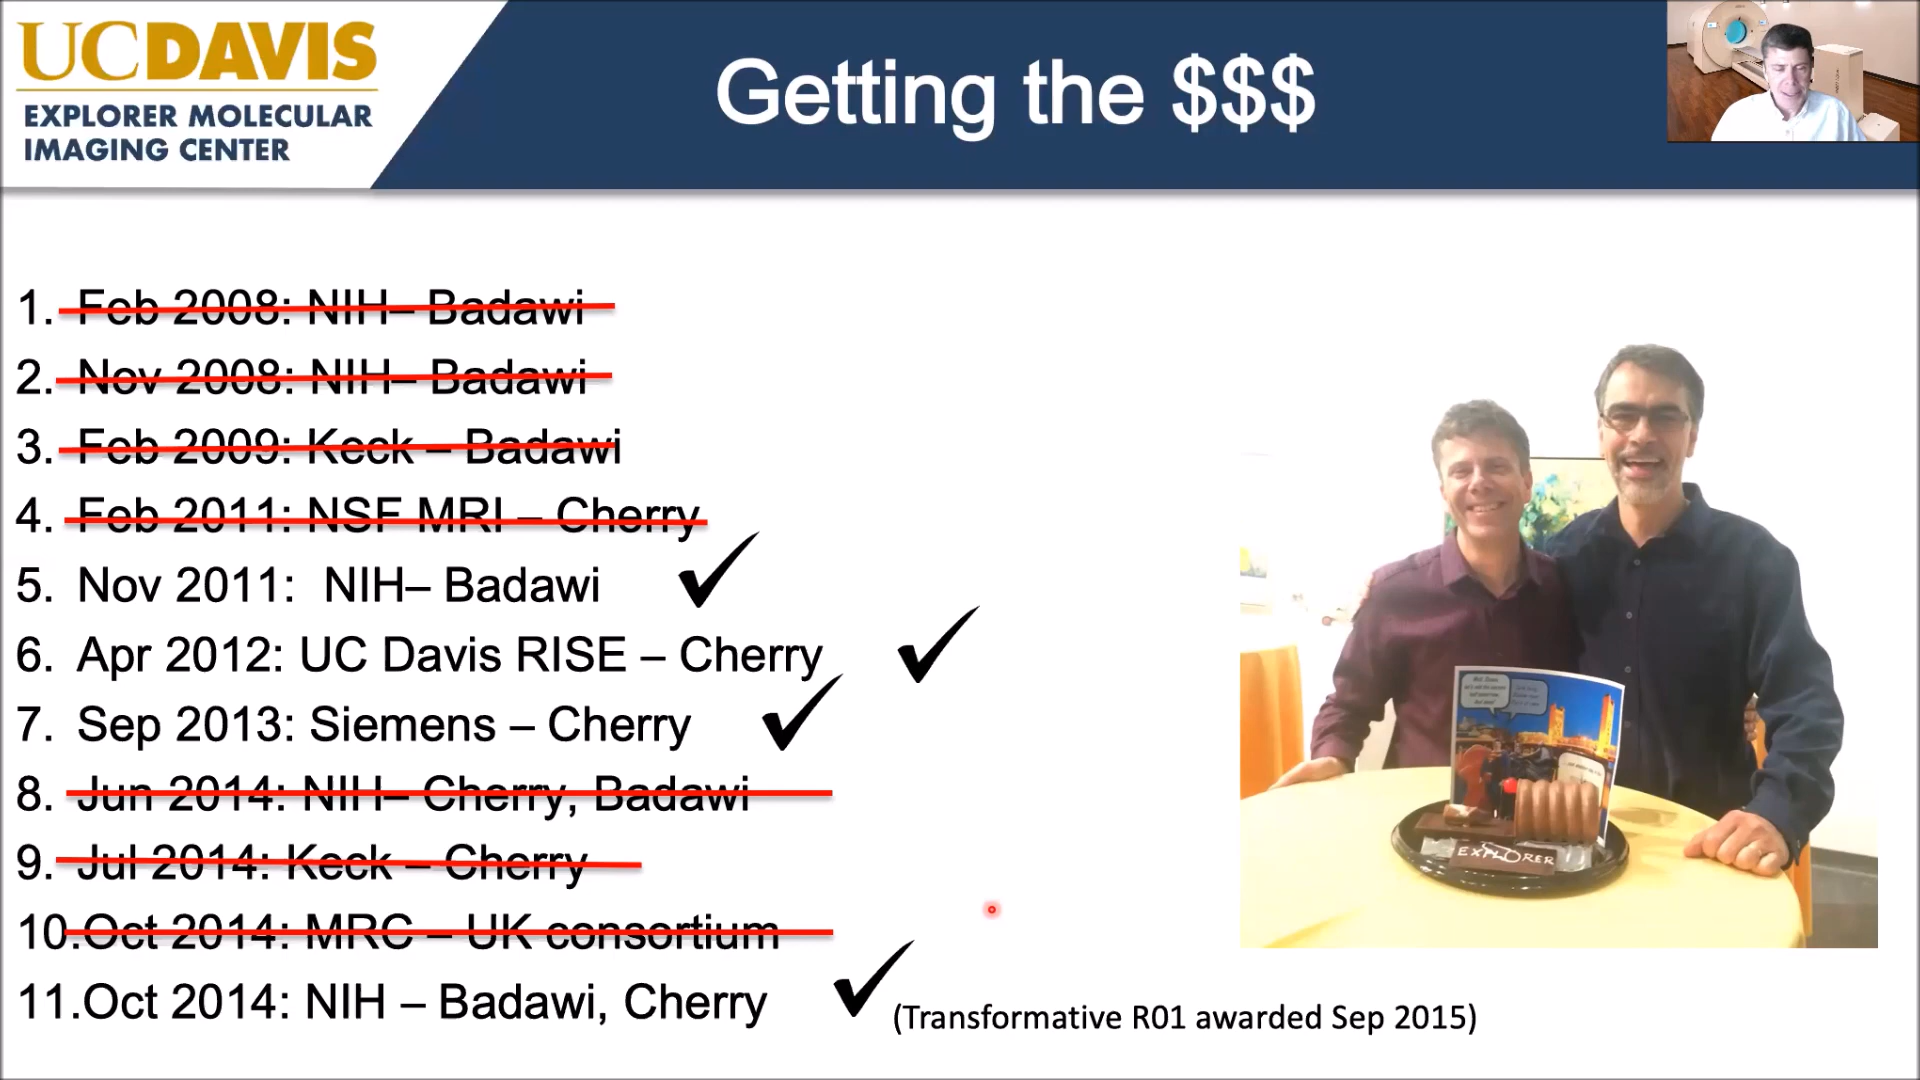 UCDAVIS
EXPLORER MOLECULAR
IMAGING CENTER
Getting the $$$
1. Feb 2008: NIH– Badawi
2. Nov 2008: NIH– Badawi
3. Feb 2009: Keck – Badawi
4. Feb 2011: NSF MRI – Cherry
5. Nov 2011: NIH– Badawi
6. Apr 2012: UC Davis RISE – Cherry
7. Sep 2013: Siemens – Cherry
8. Jun 2014: NIH– Cherry, Badawi
9. Jul 2014: Keck – Cherry
10.Oct 2014: MRC – UK consortium
11.Oct 2014: NIH – Badawi, Cherry
(Transformative R01 awarded Sep 2015)
EXPLORER